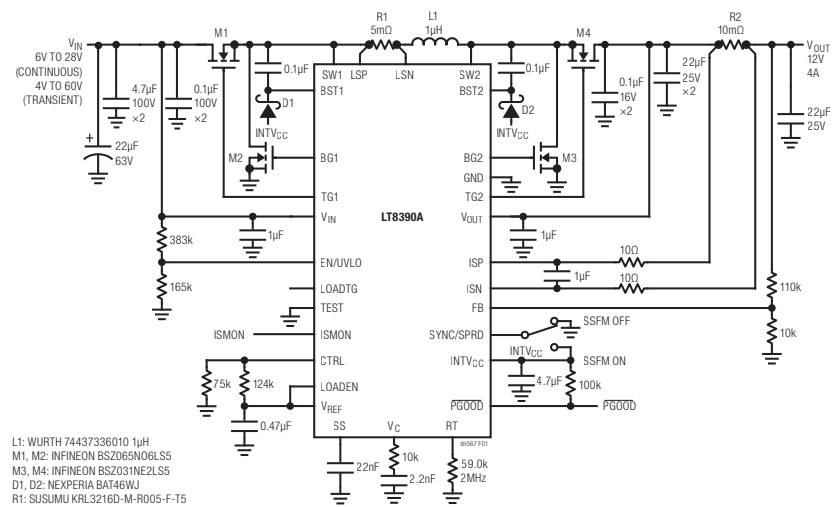 R1
5mΩ
L1
1µH
R2
10mΩ
M1
M4
VIN
6V TO 28V
(CONTINUOUS)
4V TO 60V
(TRANSIENT)
VOUT
12V
4A
4.7µF
100V
×2
0.1µF
100V
×2
22µF
63V
+
0.1µF
D1
INTVCC
M2
SW1
LSP
LSN
SW2
BST1
BST2
0.1µF
D2
INTVCC
M3
0.1µF
16V
×2
22µF
25V
×2
22µF
25V
BG1
BG2
GND
TG1
TG2
LT8390A
VIN
VOUT
1µF
1µF
383k
165k
EN/UVLO
ISP
10Ω
1µF
10Ω
ISN
LOADTG
TEST
FB
110k
10k
ISMON
ISMON
SYNC/SPRD
SSFM OFF
INTVCC
SSFM ON
CTRL
INTVCC
75k
124k
LOADEN
4.7µF
100k
VREF
PGOOD
PGOOD
0.47µF
SS
VC
RT
dn567 F01
22nF
10k
2.2nF
59.0k
2MHz
L1: WURTH 74437336010 1µH
M1, M2: INFINEON BSZ065NO6LS5
M3, M4: INFINEON BSZ031NE2LS5
D1, D2: NEXPERIA BAT46WJ
R1: SUSUMU KRL3216D-M-R005-F-T5